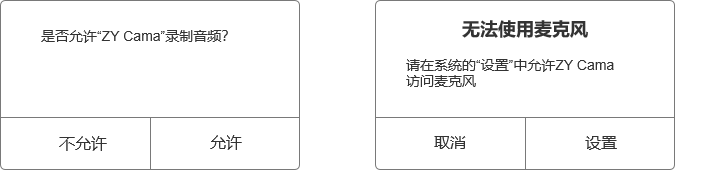 是否允许“ZY Cama”录制音频?
不允许
允许
无法使用麦克风
请在系统的“设置”中允许ZY Cama
访问麦克风
取消
设置